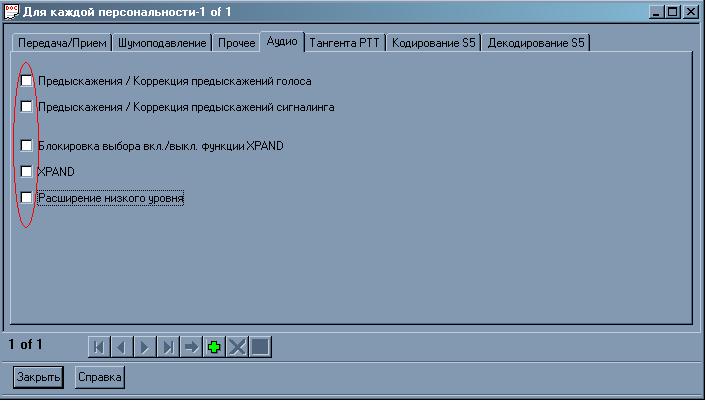 DOC
Для каждой персональности-1 of 1
Передача/Прием Шумоподавление Прочее Аудио Тангента PTT Кодирование S5 Декодирование S5
Предыскажения / Коррекция предыскажений голоса
Предыскажения / Коррекция предыскажений сигналинга
Блокировка выбора вкл./выкл. функции XPAND
XPAND
Расширение низкого уровня
1 of 1
Закрыть Справка